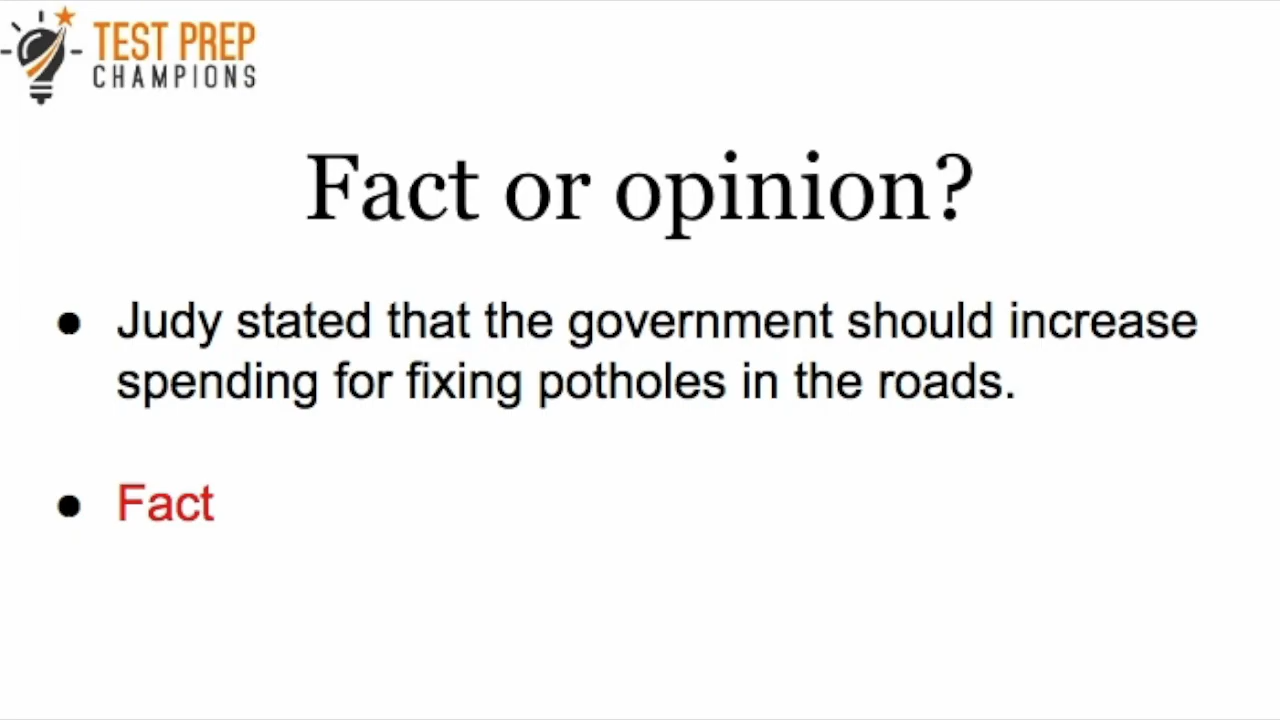 TEST PREP
CHAMPIONS
Fact or opinion?
● Judy stated that the government should increase
spending for fixing potholes in the roads.
● Fact